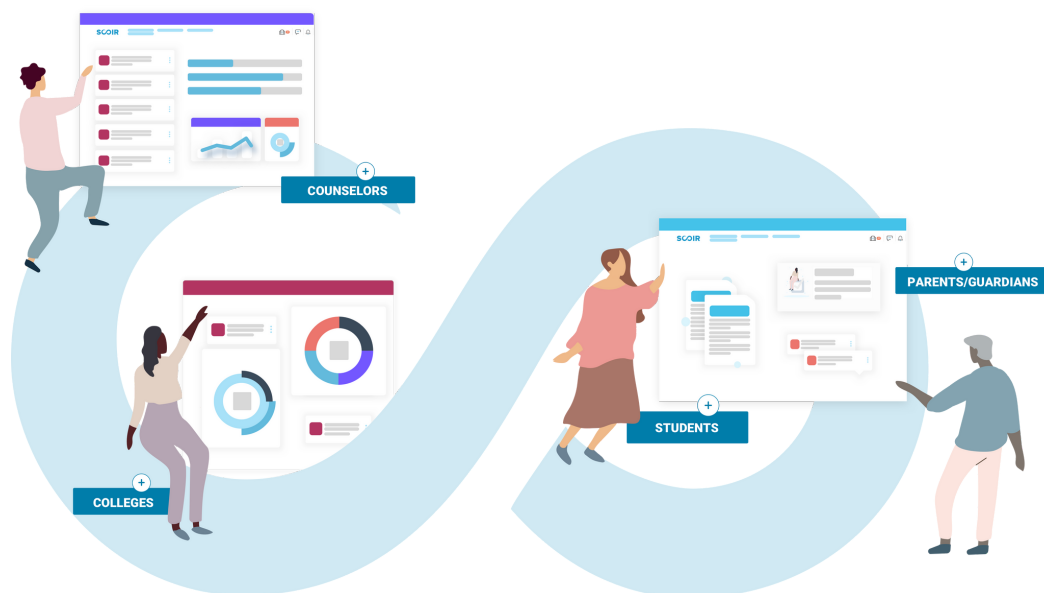 SCOIR
COUNSELORS
SCOIR
PARENTS/GUARDIANS
STUDENTS
COLLEGES